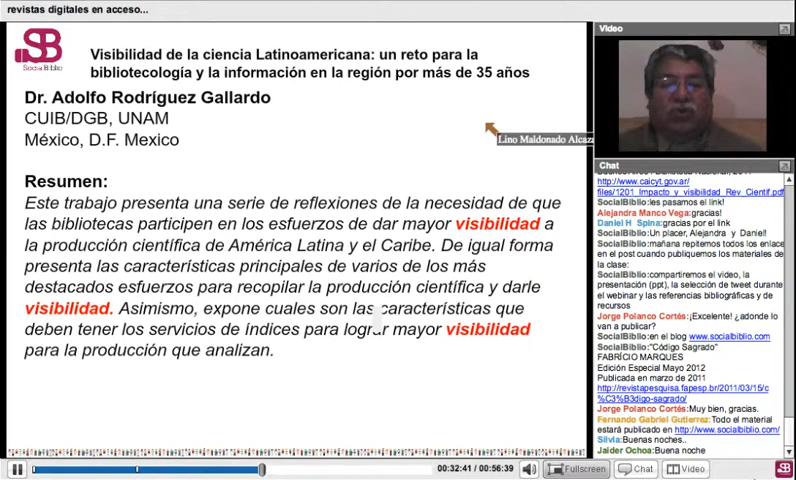 revistas digitales en acceso...
SB
SocialBiblio
Visibilidad de la ciencia Latinoamericana: un reto para la
bibliotecología y la información en la región por más de 35 años
Dr. Adolfo Rodríguez Gallardo
CUIB/DGB, UNAM
México, D.F. Mexico
Lino Maldonado Alcaz
Resumen:
Este trabajo presenta una serie de reflexiones de la necesidad de que
las bibliotecas participen en los esfuerzos de dar mayor visibilidad a
la producción científica de América Latina y el Caribe. De igual forma
presenta las características principales de varios de los más
destacados esfuerzos para recopilar la producción científica y darle
visibilidad. Asimismo, expone cuales son las características que
deben tener los servicios de índices para lograr mayor visibilidad
para la producción que analizan.
Video
Chat
http://www.caicyt.gov.ar/
files/1201_Impacto_y_visibilidad_Rev_Cientif.pdf
SocialBiblio:les pasamos el link!
Alejandra Manco Vega:gracias!
Daniel H Spina:gracias por el link
SocialBiblio:Un placer, Alejandra y Daniel!
SocialBiblio:mañana repitemos todos los enlaces
en el post cuando publiquemos los materiales de
la clase:
SocialBiblio:compartiremos el video, la
presentación (ppt), la selección de tweet durante
el webinar y las referencias bibliográficas y de
recursos
Jorge Polanco Cortés:¡Excelente! ¿adonde lo
van a publicar?
SocialBiblio:en el blog www.socialbiblio.com
SocialBiblio:"Código Sagrado"
FABRÍCIO MARQUES
Edición Especial Mayo 2012
Publicada en marzo de 2011
http://revistapesquisa.fapesp.br/2011/03/15/c
%C3%B3digo-sagrado/
Jorge Polanco Cortés:Muy bien, gracias.
Fernando Gabriel Gutierrez:Todo el material
estará publicado en http://www.socialbiblio.com/
Silvia:Buenas noches..
Jaider Ochoa:Buena noche
00:32:41 / 00:56:39
Fullscreen
Chat
Video
SB